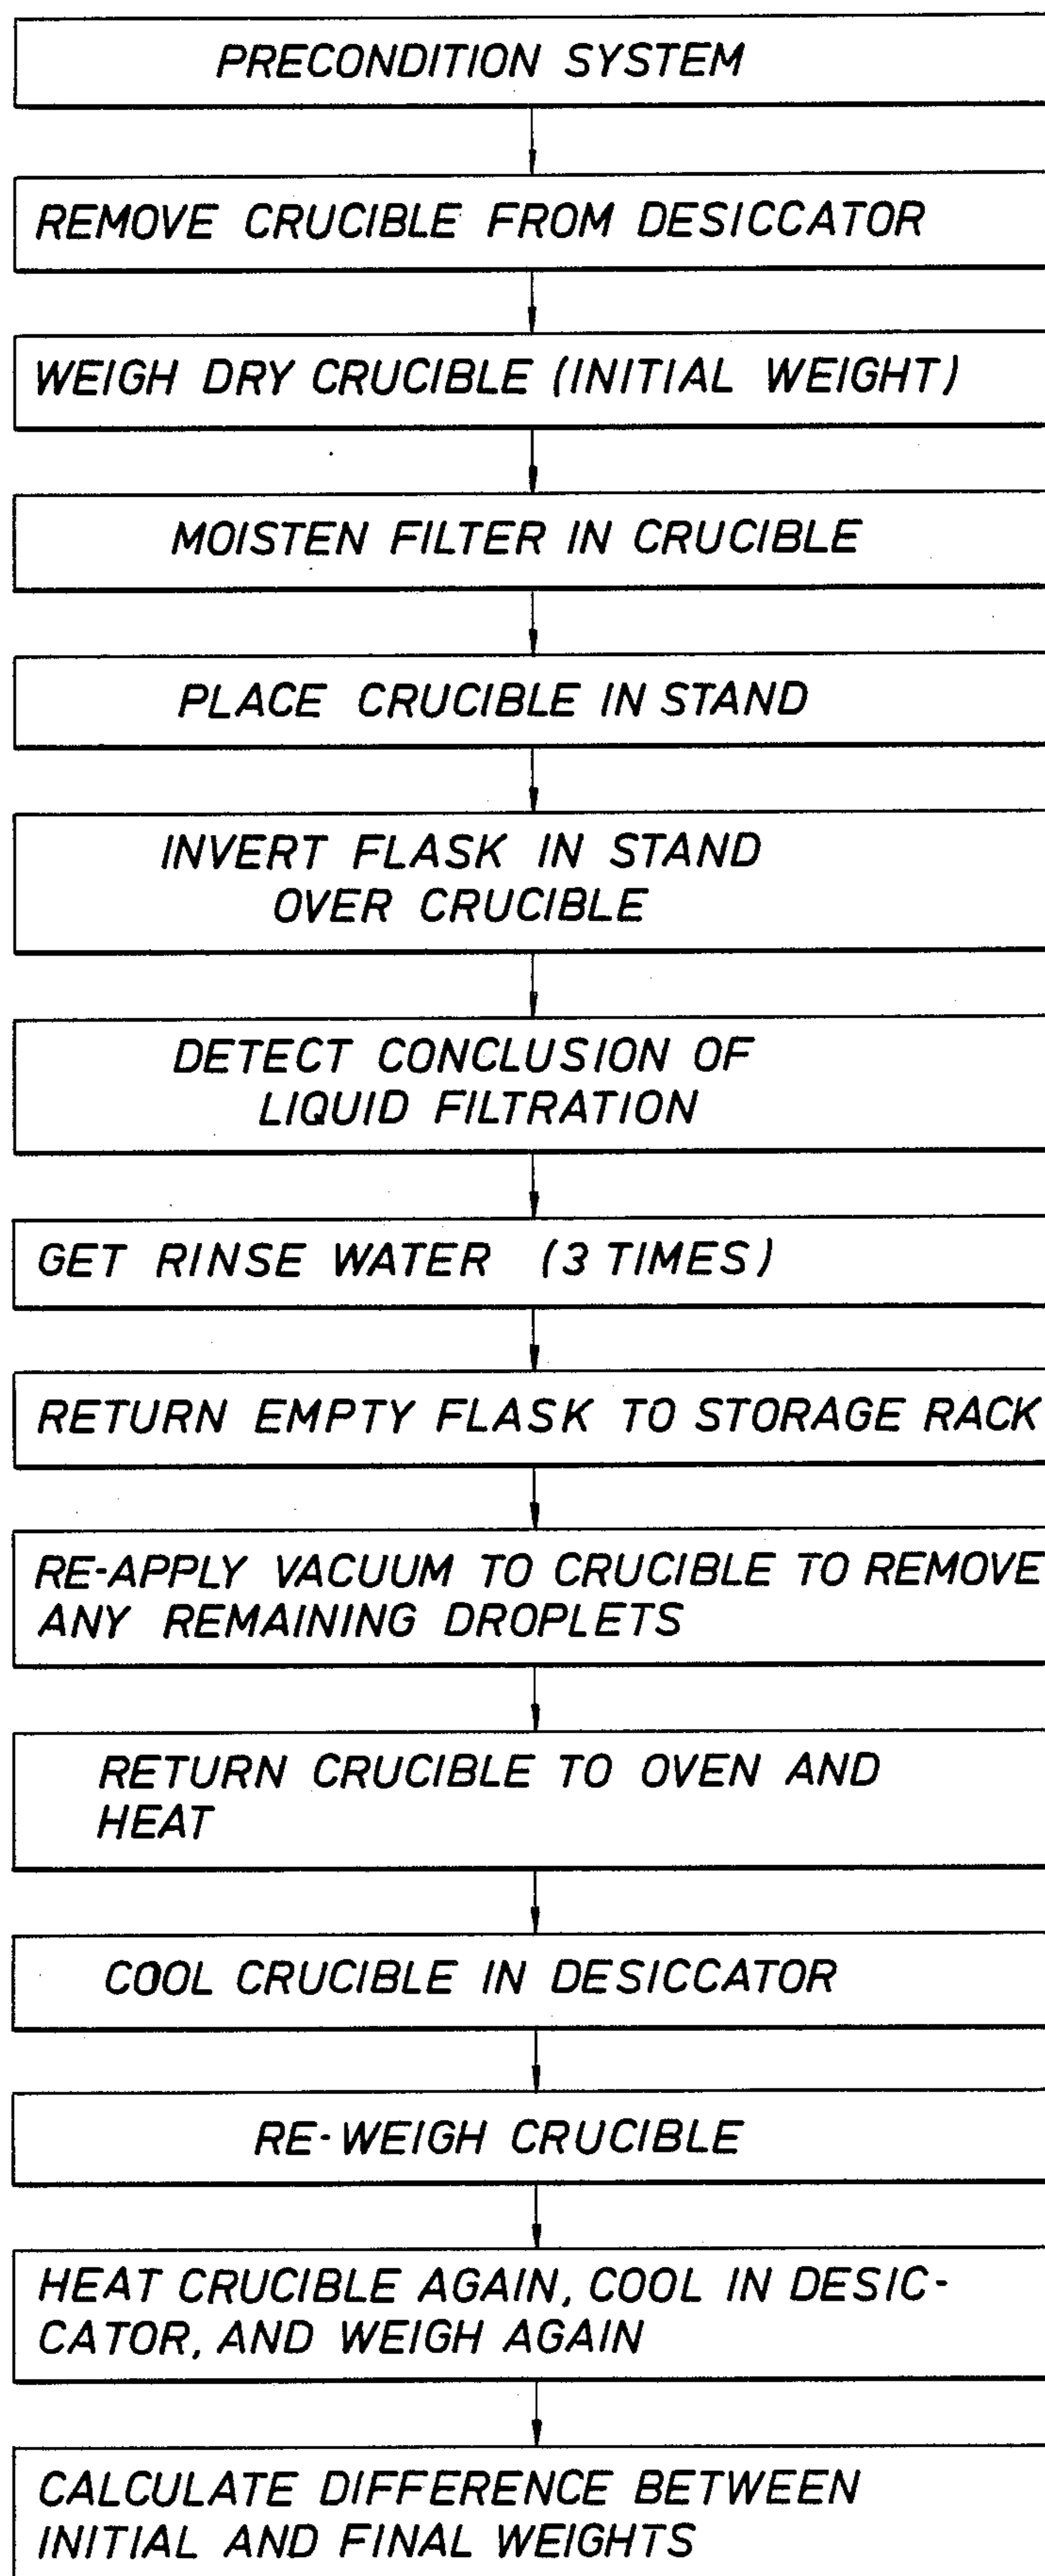 PRECONDITION SYSTEM
REMOVE CRUCIBLE FROM DESICCATOR
WEIGH DRY CRUCIBLE (INITIAL WEIGHT)
MOISTEN FILTER IN CRUCIBLE
PLACE CRUCIBLE IN STAND
INVERT FLASK IN STAND
OVER CRUCIBLE
DETECT CONCLUSION OF
LIQUID FILTRATION
GET RINSE WATER (3 TIMES)
RETURN EMPTY FLASK TO STORAGE RACK
RE-APPLY VACUUM TO CRUCIBLE TO REMOVE
ANY REMAINING DROPLETS
RETURN CRUCIBLE TO OVEN AND
HEAT
COOL CRUCIBLE IN DESICCATOR
RE-WEIGH CRUCIBLE
HEAT CRUCIBLE AGAIN, COOL IN DESIC-
CATOR, AND WEIGH AGAIN
CALCULATE DIFFERENCE BETWEEN
INITIAL AND FINAL WEIGHTS